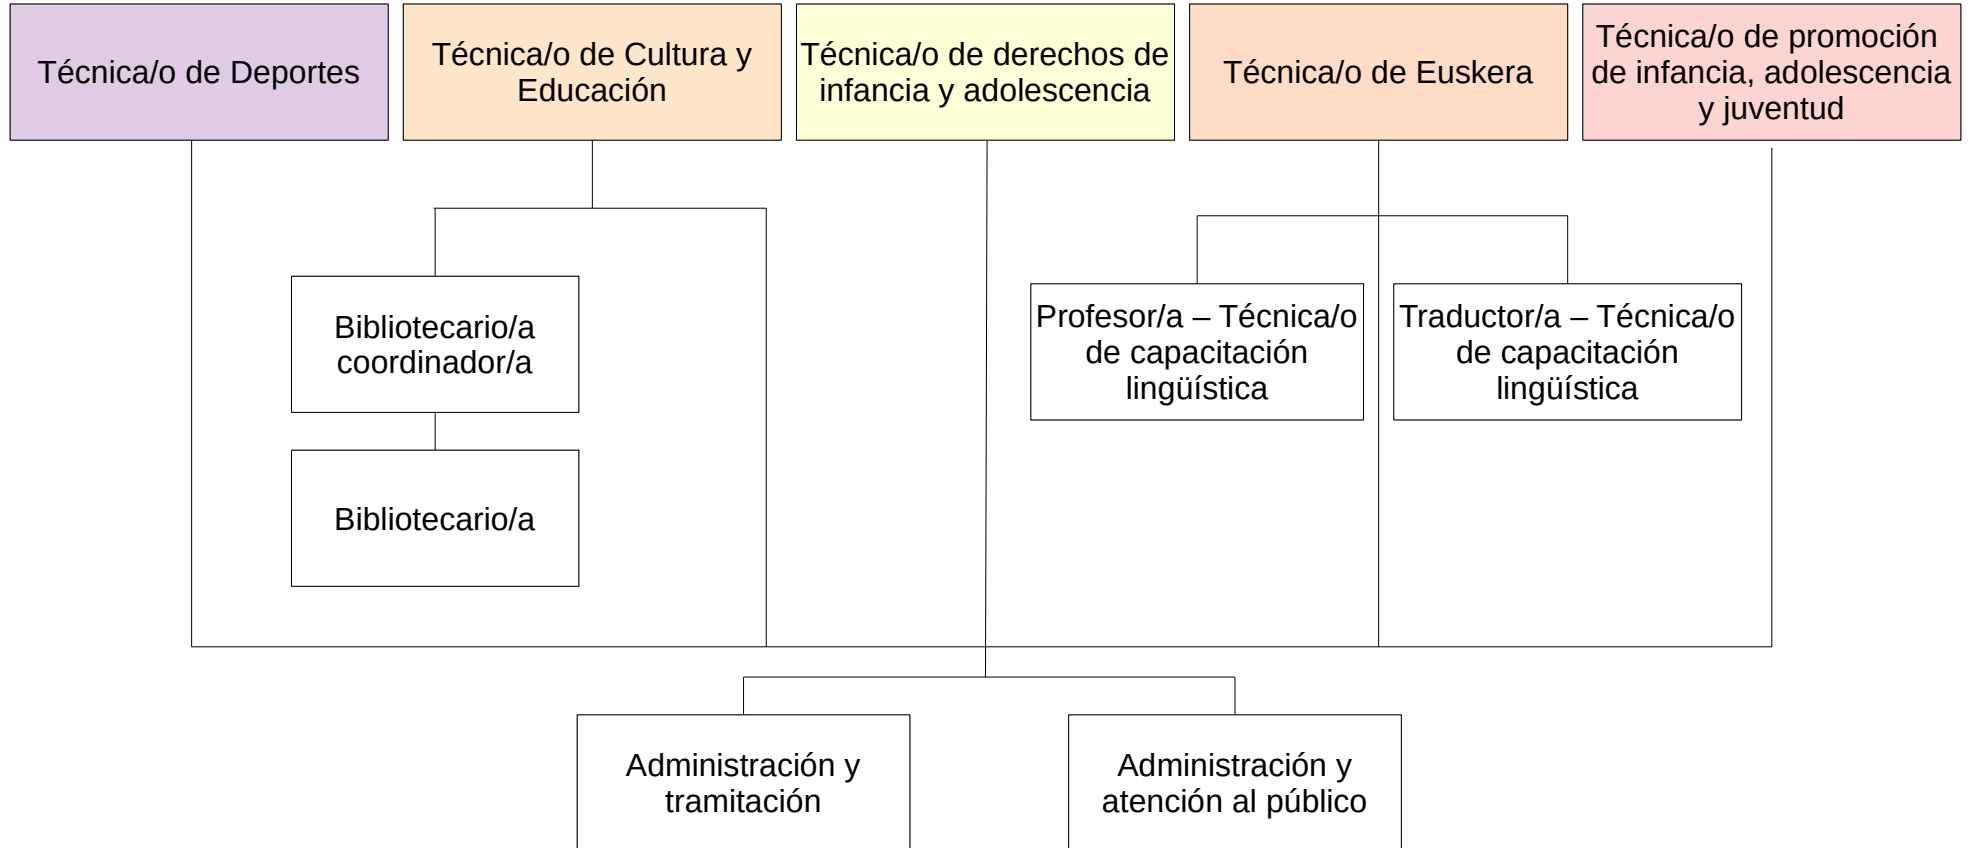 Técnica/o de Deportes
Técnica/o de Cultura y
Educación
Técnica/o de derechos de
infancia y adolescencia
Técnica/o de Euskera
Técnica/o de promoción
de infancia, adolescencia
y juventud
Bibliotecario/a
coordinador/a
Profesor/a – Técnica/o
de capacitación
lingüística
Traductor/a – Técnica/o
de capacitación
lingüística
Bibliotecario/a
Administración y
tramitación
Administración y
atención al público